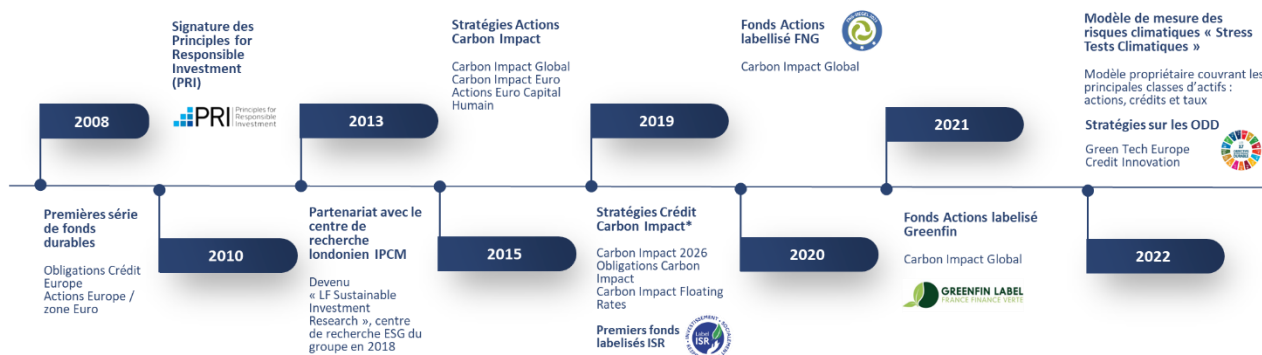 2008
Premières série
de fonds
durables
Obligations Crédit
Europe
Actions Europe /
zone Euro
Signature des
Principles for
Responsible
Investment
(PRI)
PRI
Principles for
Responsible
Investment
2010
2013
Partenariat avec le
centre de
recherche
londonien IPCM
Devenu
« LF Sustainable
Investment
Research », centre
de recherche ESG du
groupe en 2018
Stratégies Actions
Carbon Impact
Carbon Impact Global
Carbon Impact Euro
Actions Euro Capital
Humain
2015
2019
Stratégies Crédit
Carbon Impact*
Carbon Impact 2026
Obligations Carbon
Impact
Carbon Impact Floating
Rates
Premiers fonds
labelisés ISR
INVESTISSEMENT SOCIALEMENT
Label
ISR
Fonds Actions
labellisé FNG
Carbon Impact Global
2020
2021
Fonds Actions labelisé
Greenfin
Carbon Impact Global
GREENFIN LABEL
FRANCE FINANCE VERTE
Modèle de mesure des
risques climatiques « Stress
Tests Climatiques »
Modèle propriétaire couvrant les
principales classes d'actif :
actions, crédits et taux
Stratégies sur les ODD
Green Tech Europe
Credit Innovation
2022